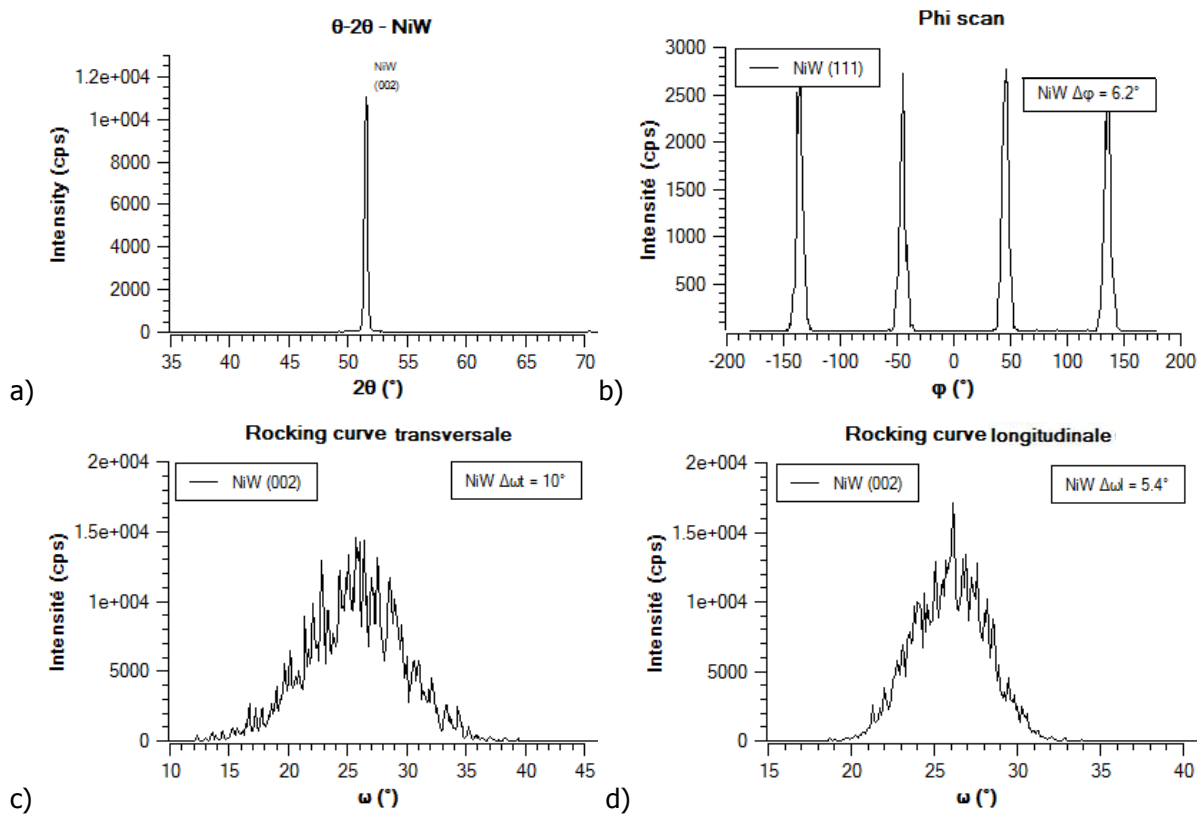 θ-2θ - NiW
NiW
(002)
1.2e+004
1e+004
8000
6000
4000
2000
0
Intensity (cps)
35 40 45 50 55 60 65 70
2θ (°)
a)
Phi scan
NiW (111)
NiW Δφ = 6.2°
3000
2500
2000
1500
1000
500
Intensité (cps)
-200 -150 -100 -50 0 50 100 150 200
φ (°)
b)
Rocking curve transversale
NiW (002)
NiW Δωt = 10°
2e+004
1.5e+004
1e+004
5000
0
Intensité (cps)
10 15 20 25 30 35 40 45
ω (°)
c)
Rocking curve longitudinale
NiW (002)
NiW Δωl = 5.4°
2e+004
1.5e+004
1e+004
5000
0
Intensité (cps)
15 20 25 30 35 40
ω (°)
d)